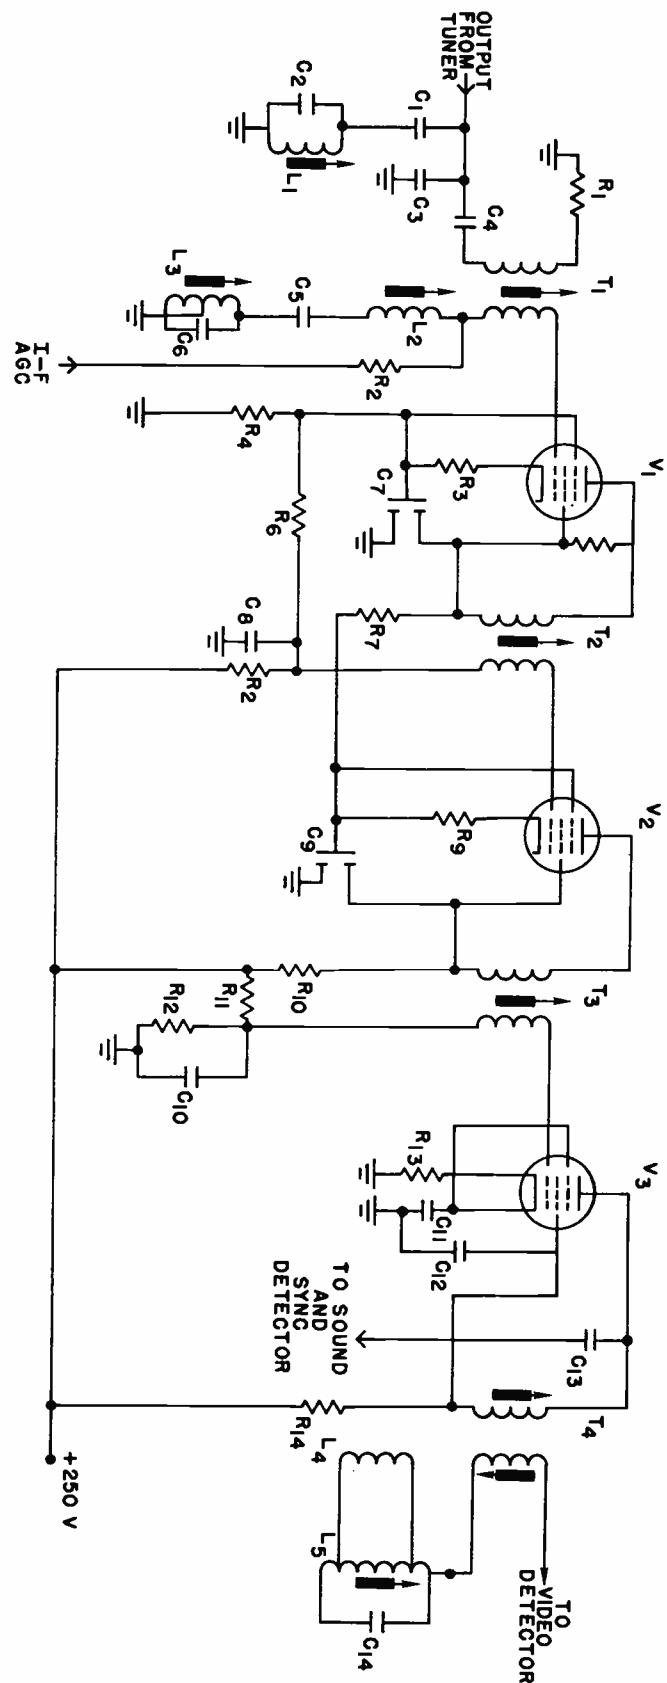 OUTPUT
FROM
TUNER
C2
L1
C1
C3
C4
R1
T1
L3
C6
C5
L2
R2
I-F
AGC
R4
R6
C7
R3
V1
C8
R2
R7
T2
C9
R9
V2
R12
R11
R10
T3
C10
R13
C11
C12
V3
TO SOUND
AND
SYNC
DETECTOR
C13
R14
T4
+250 V
L4
L5
C14
TO
VIDEO
DETECTOR